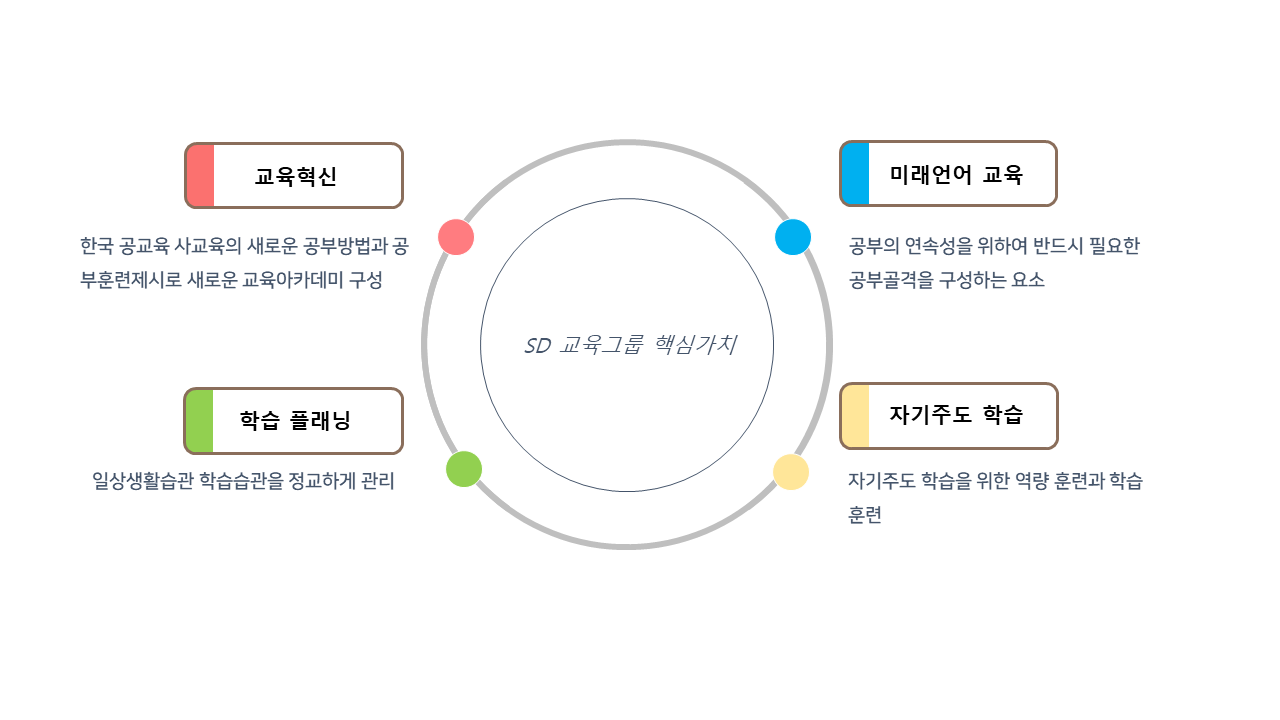 교육혁신
한국 공교육 사교육의 새로운 공부방법과 공
부훈련제시로 새로운 교육아카데미 구성
미래언어 교육
공부의 연속성을 위하여 반드시 필요한
공부골격을 구성하는 요소
SD 교육그룹 핵심가치
학습 플래닝
일상생활습관 학습습관을 정교하게 관리
자기주도 학습
자기주도 학습을 위한 역량 훈련과 학습
훈련